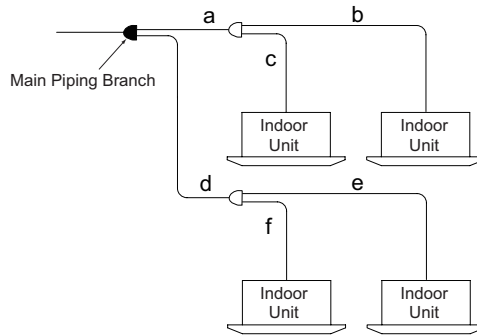 a
b
Main Piping Branch
c
Indoor
Unit
Indoor
Unit
d
e
f
Indoor
Unit
Indoor
Unit